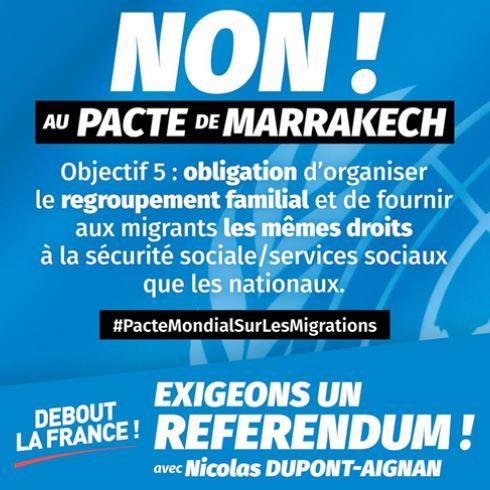 NON !
AU PACTE DE MARRAKECH
Objectif 5 : obligation d’organiser
le regroupement familial et de fournir
aux migrants les mêmes droits
à la sécurité sociale/services sociaux
que les nationaux.
#PacteMondialSurLesMigrations
DEBOUT
LA FRANCE !
EXIGEONS UN
REFERENDUM !
avec Nicolas DUPONT-AIGNAN